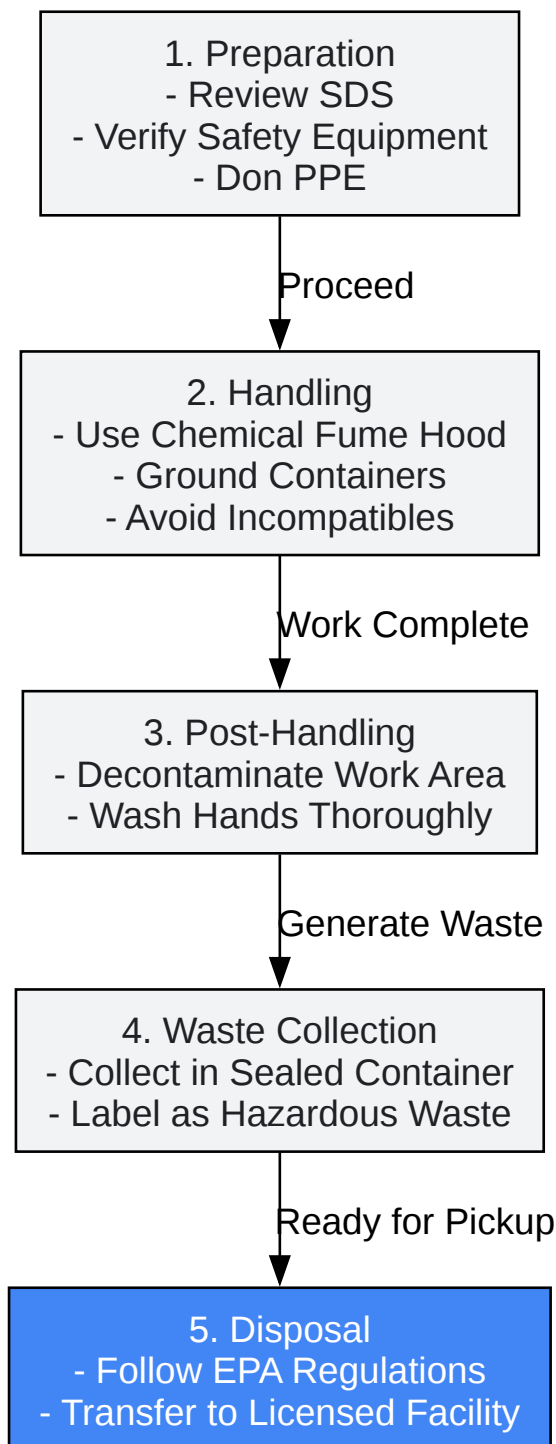 1. Preparation
- Review SDS
- Verify Safety Equipment
- Don PPE
Proceed
2. Handling
- Use Chemical Fume Hood
- Ground Containers
- Avoid Incompatibles
Work Complete
3. Post-Handling
- Decontaminate Work Area
- Wash Hands Thoroughly
Generate Waste
4. Waste Collection
- Collect in Sealed Container
- Label as Hazardous Waste
Ready for Pickup
5. Disposal
- Follow EPA Regulations
- Transfer to Licensed Facility